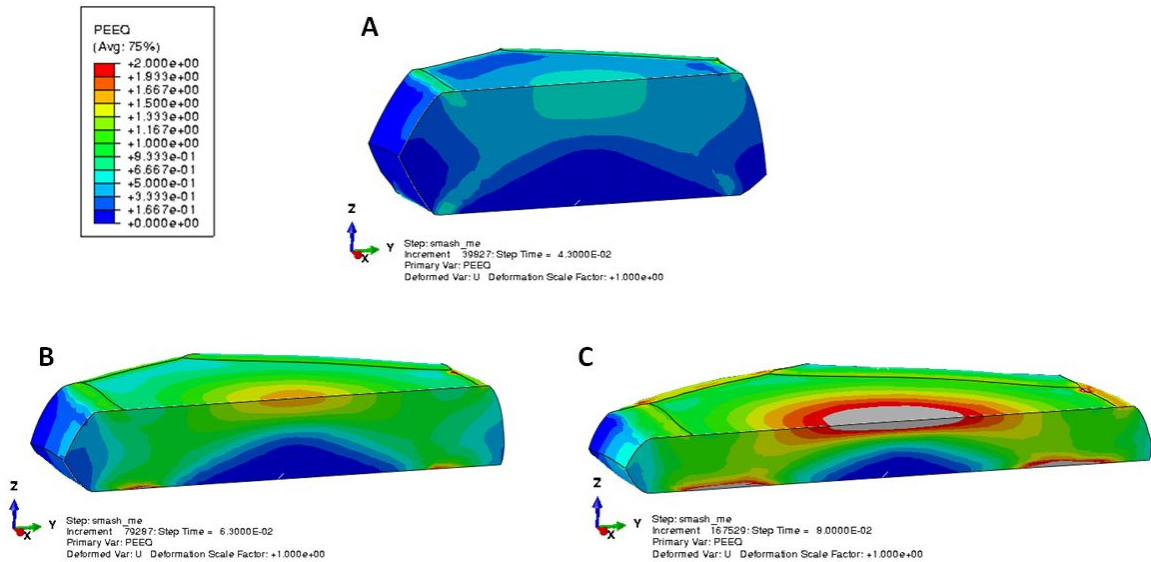 PEEQ
(Avg: 75%)
+2.000e+00
+1.833e+00
+1.667e+00
+1.500e+00
+1.333e+00
+1.167e+00
+1.000e+00
+9.333e-01
+6.667e-01
+5.000e-01
+3.333e-01
+1.667e-01
+0.000e+00
A
Z
Y
X
Step: smash_me
Increment 39827: Step Time = 4.3000E-02
Primary Var: PEEQ
Deformed Var: U Deformation Scale Factor: +1.000e+00
B
Z
Y
X
Step: smash_me
Increment 79287: Step Time = 6.3000E-02
Primary Var: PEEQ
Deformed Var: U Deformation Scale Factor: +1.000e+00
C
Z
Y
X
Step: smash_me
Increment 167529: Step Time = 8.0000E-02
Primary Var: PEEQ
Deformed Var: U Deformation Scale Factor: +1.000e+00